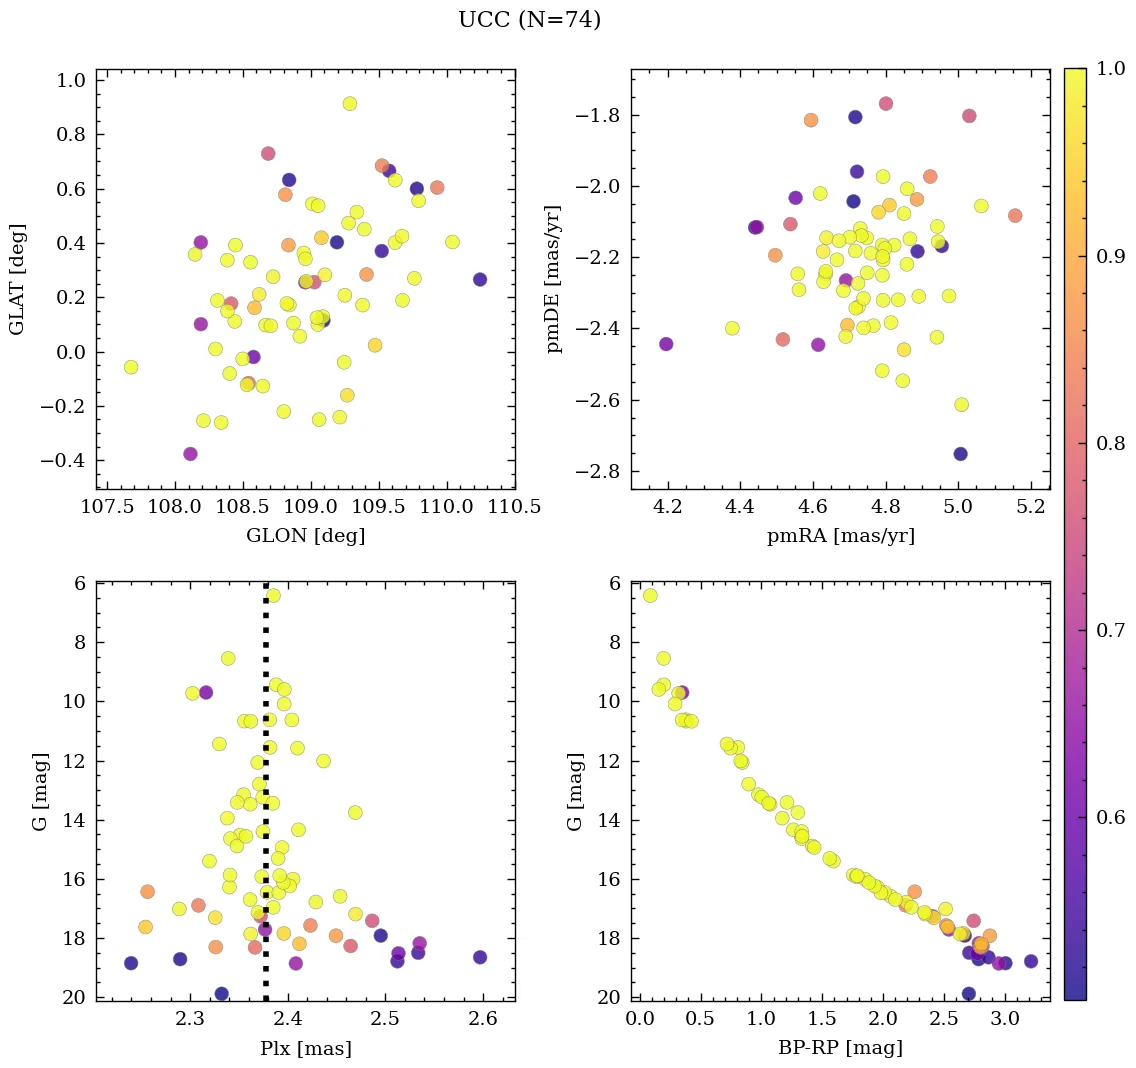 UCC (N=74)
1.0
0.8
0.6
0.4
0.2
0.0
−0.2
−0.4
GLAT [deg]
107.5 108.0 108.5 109.0 109.5 110.0 110.5
GLON [deg]
−1.8
−2.0
−2.2
−2.4
−2.6
−2.8
pmDE [mas/yr]
4.2 4.4 4.6 4.8 5.0 5.2
pmRA [mas/yr]
6
8
10
12
14
16
18
20
G [mag]
2.3 2.4 2.5 2.6
Plx [mas]
6
8
10
12
14
16
18
20
G [mag]
0.0 0.5 1.0 1.5 2.0 2.5 3.0
BP-RP [mag]
1.0
0.9
0.8
0.7
0.6